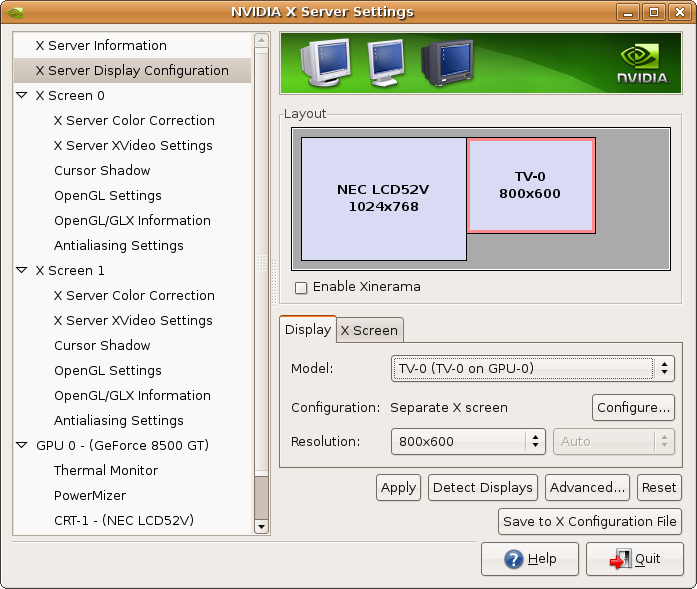 NVIDIA X Server Settings
X Server Information
X Server Display Configuration
X Screen 0
X Server Color Correction
X Server XVideo Settings
Cursor Shadow
OpenGL Settings
OpenGL/GLX Information
Antialiasing Settings
X Screen 1
X Server Color Correction
X Server XVideo Settings
Cursor Shadow
OpenGL Settings
OpenGL/GLX Information
Antialiasing Settings
GPU 0 - (GeForce 8500 GT)
Thermal Monitor
PowerMizer
CRT-1 - (NEC LCD52V)
NVIDIA.
Layout
NEC LCD52V
1024x768
TV-0
800x600
Enable Xinerama
Display
X Screen
Model:
TV-0 (TV-0 on GPU-0)
Configuration:
Separate X screen
Configure...
Resolution:
800x600
Auto
Apply
Detect Displays
Advanced...
Reset
Save to X Configuration File
Help
Quit